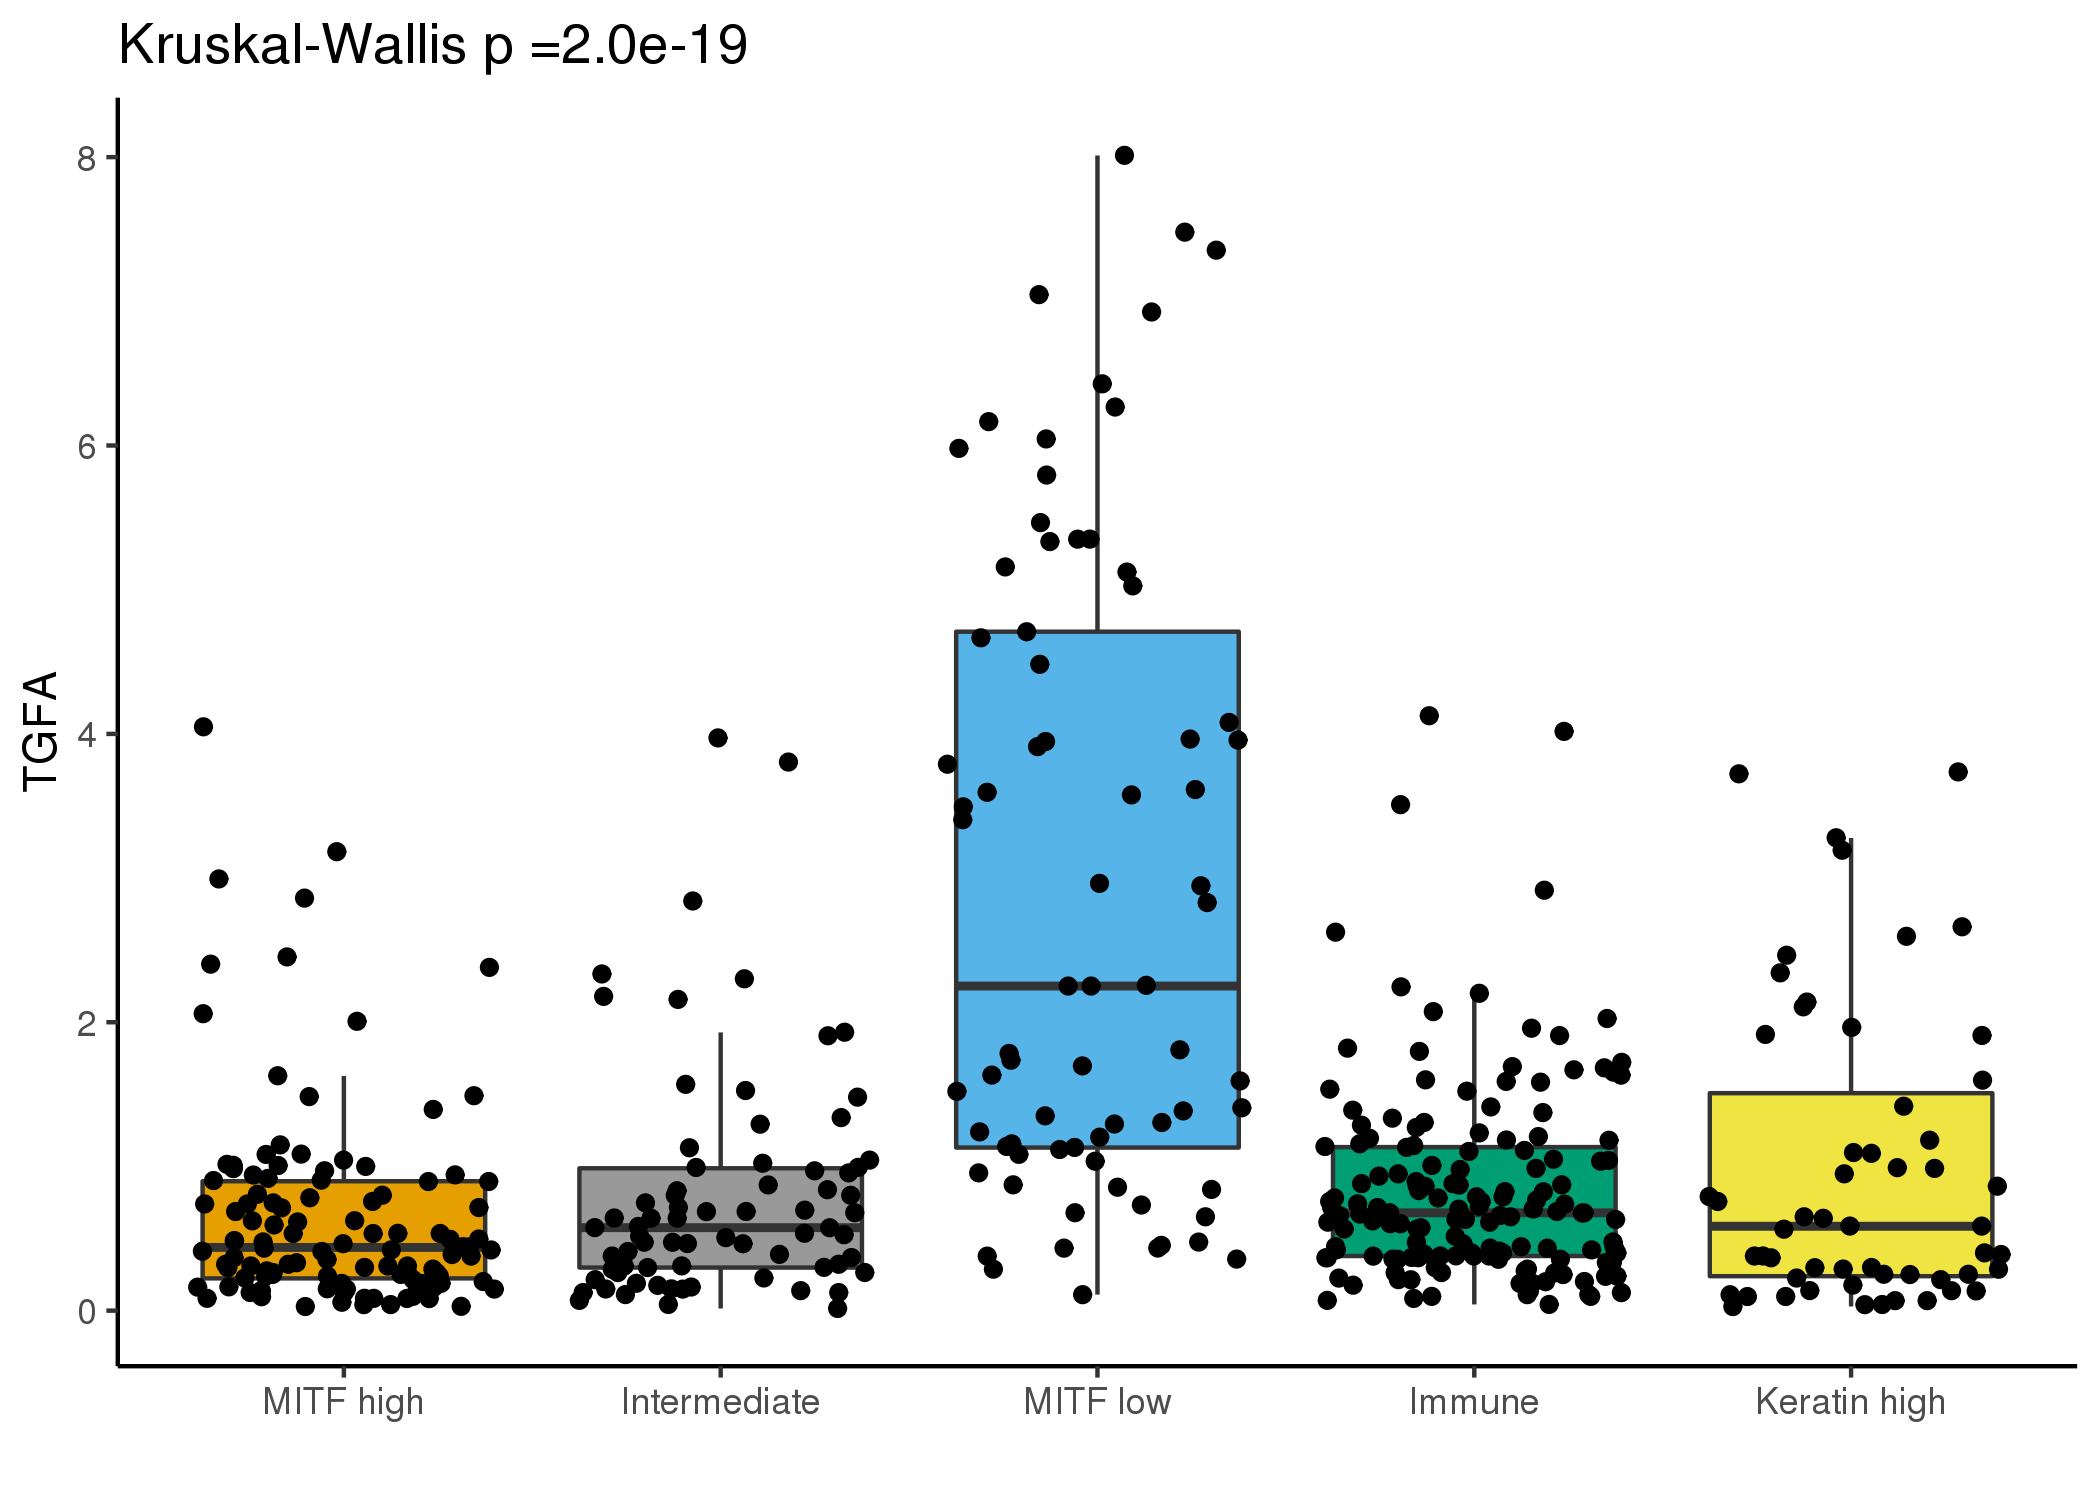 Kruskal-Wallis p =2.0e-19
8
6
4
2
0
TGFA
MITF high
Intermediate
MITF low
Immune
Keratin high